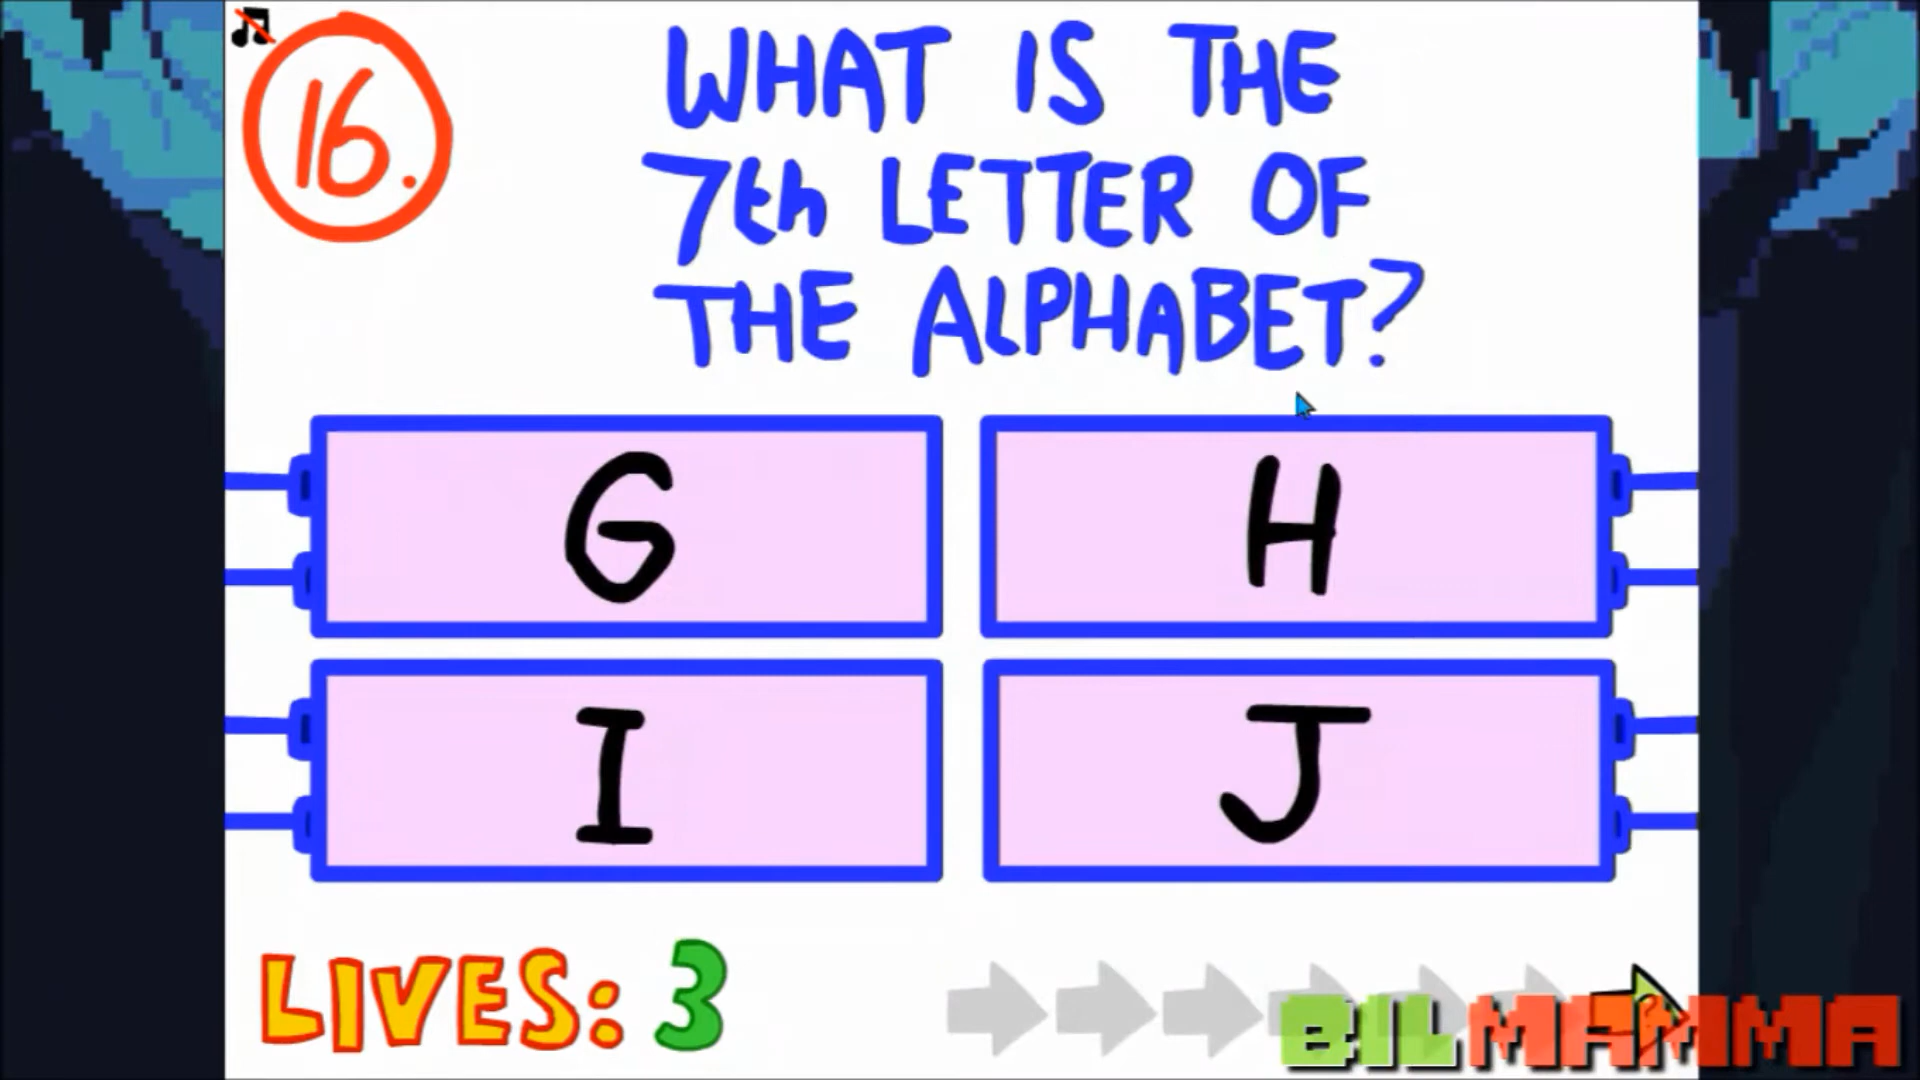 16.
WHAT IS THE
7th LETTER OF
THE ALPHABET?
G
H
I
J
LIVES: 3
BILMAMMA